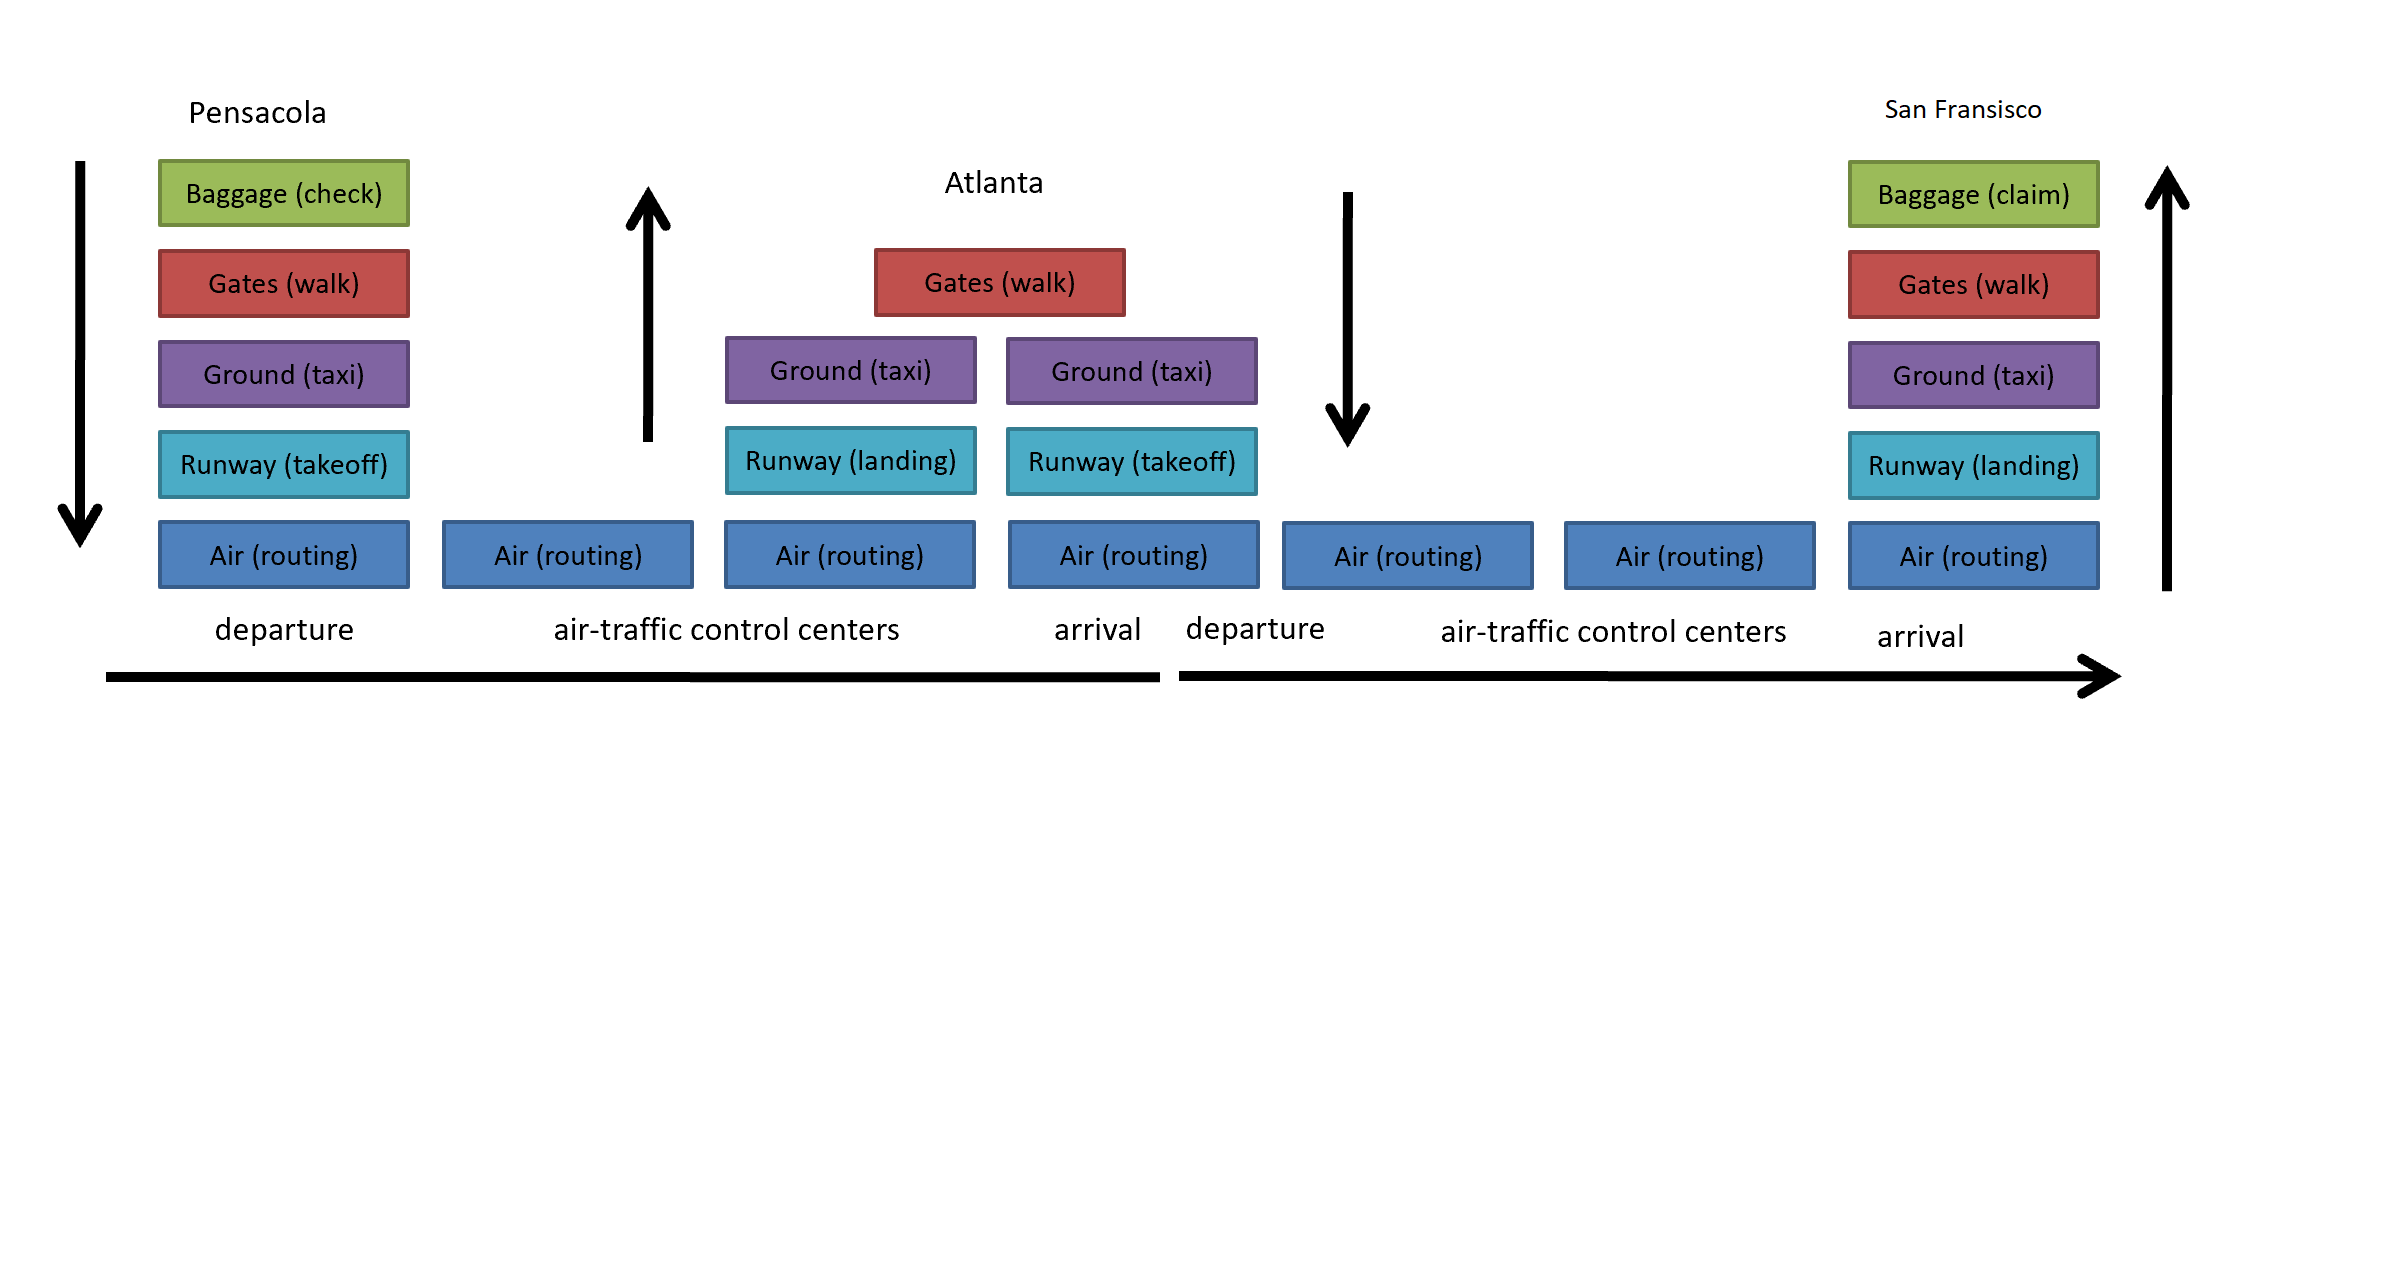 Pensacola
San Fransisco
Atlanta
Baggage (check)
Baggage (claim)
Gates (walk)
Gates (walk)
Gates (walk)
Ground (taxi)
Ground (taxi)
Ground (taxi)
Ground (taxi)
Runway (takeoff)
Runway (landing)
Runway (takeoff)
Runway (landing)
Air (routing)
Air (routing)
Air (routing)
Air (routing)
Air (routing)
Air (routing)
Air (routing)
departure
air-traffic control centers
arrival
departure
air-traffic control centers
arrival